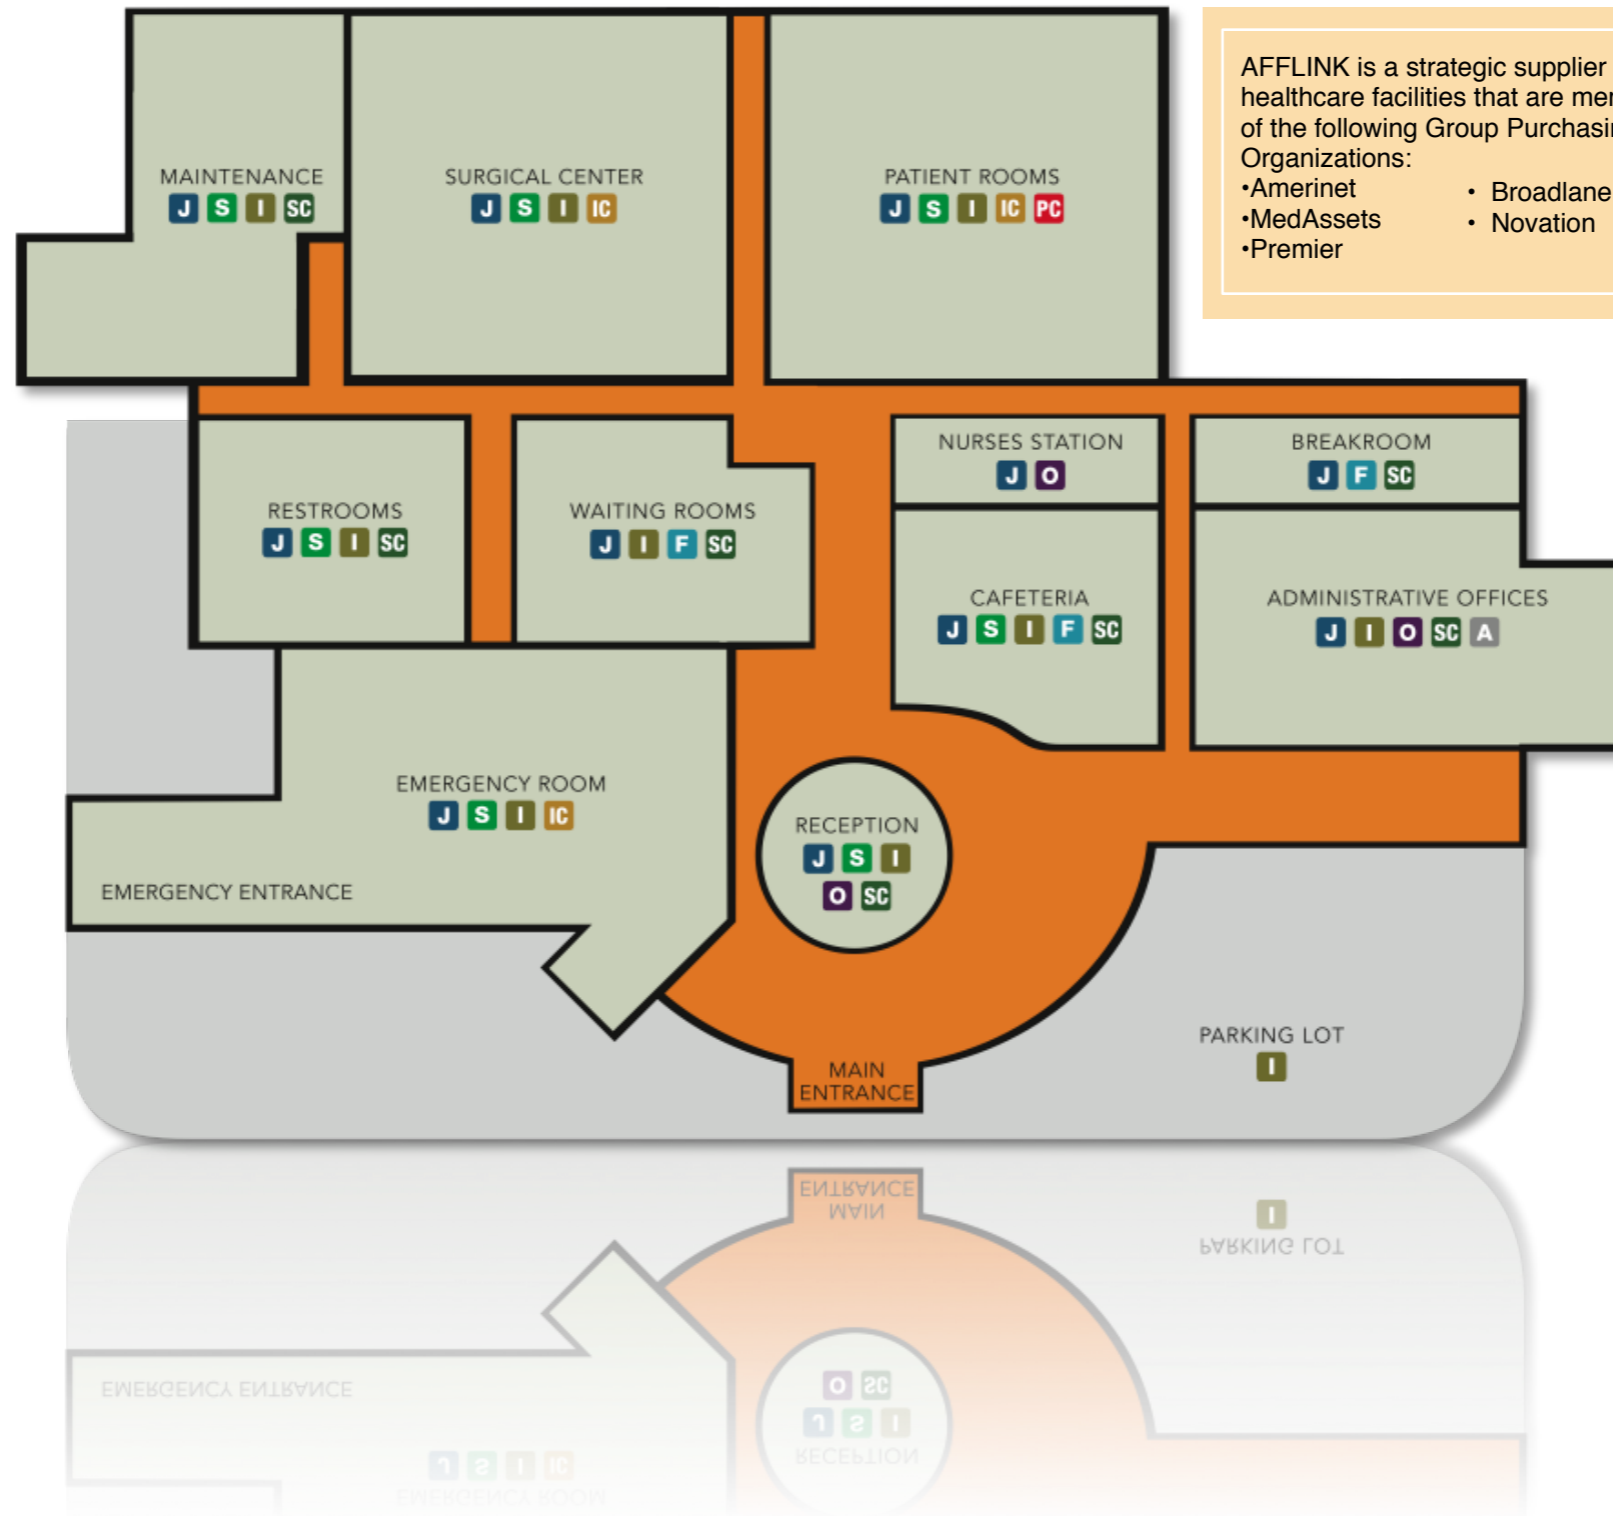 AFFLINK is a strategic supplier
healthcare facilities that are
of the following Group
Organizations:
•Amerinet
• Broadlane
•MedAssets
• Novation
•Premier
MAINTENANCE
J S I SC
SURGICAL CENTER
J S I IC
PATIENT ROOMS
J S I IC PC
NURSES STATION
J O
BREAKROOM
J F SC
RESTROOMS
J S I SC
WAITING ROOMS
J I F SC
CAFETERIA
J S I F SC
ADMINISTRATIVE OFFICES
J I O SC A
EMERGENCY ROOM
J S I IC
EMERGENCY ENTRANCE
RECEPTION
J S I
O SC
PARKING LOT
I
MAIN
ENTRANCE